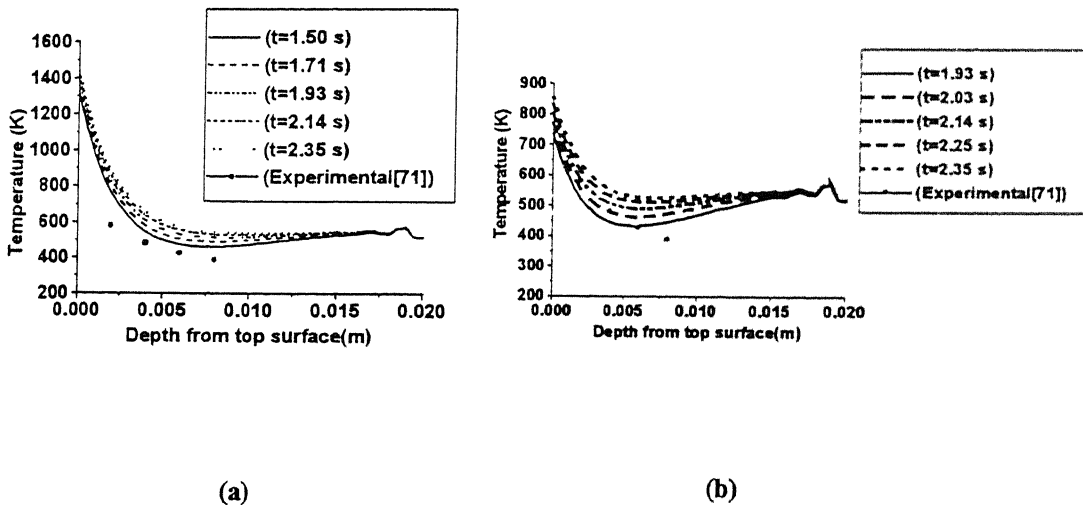 (t=1.50 s)
(t=1.71 s)
(t=1.93 s)
(t=2.14 s)
(t=2.35 s)
(Experimental[71])
Temperature (K)
1600
1400
1200
1000
800
600
400
200
0.000 0.005 0.010 0.015 0.020
Depth from top surface(m)
(a)
(t=1.93 s)
(t=2.03 s)
(t=2.14 s)
(t=2.25 s)
(t=2.35 s)
(Experimental[71])
Temperature (K)
900
800
700
600
500
400
300
200
0.000 0.005 0.010 0.015 0.020
Depth from top surface(m)
(b)